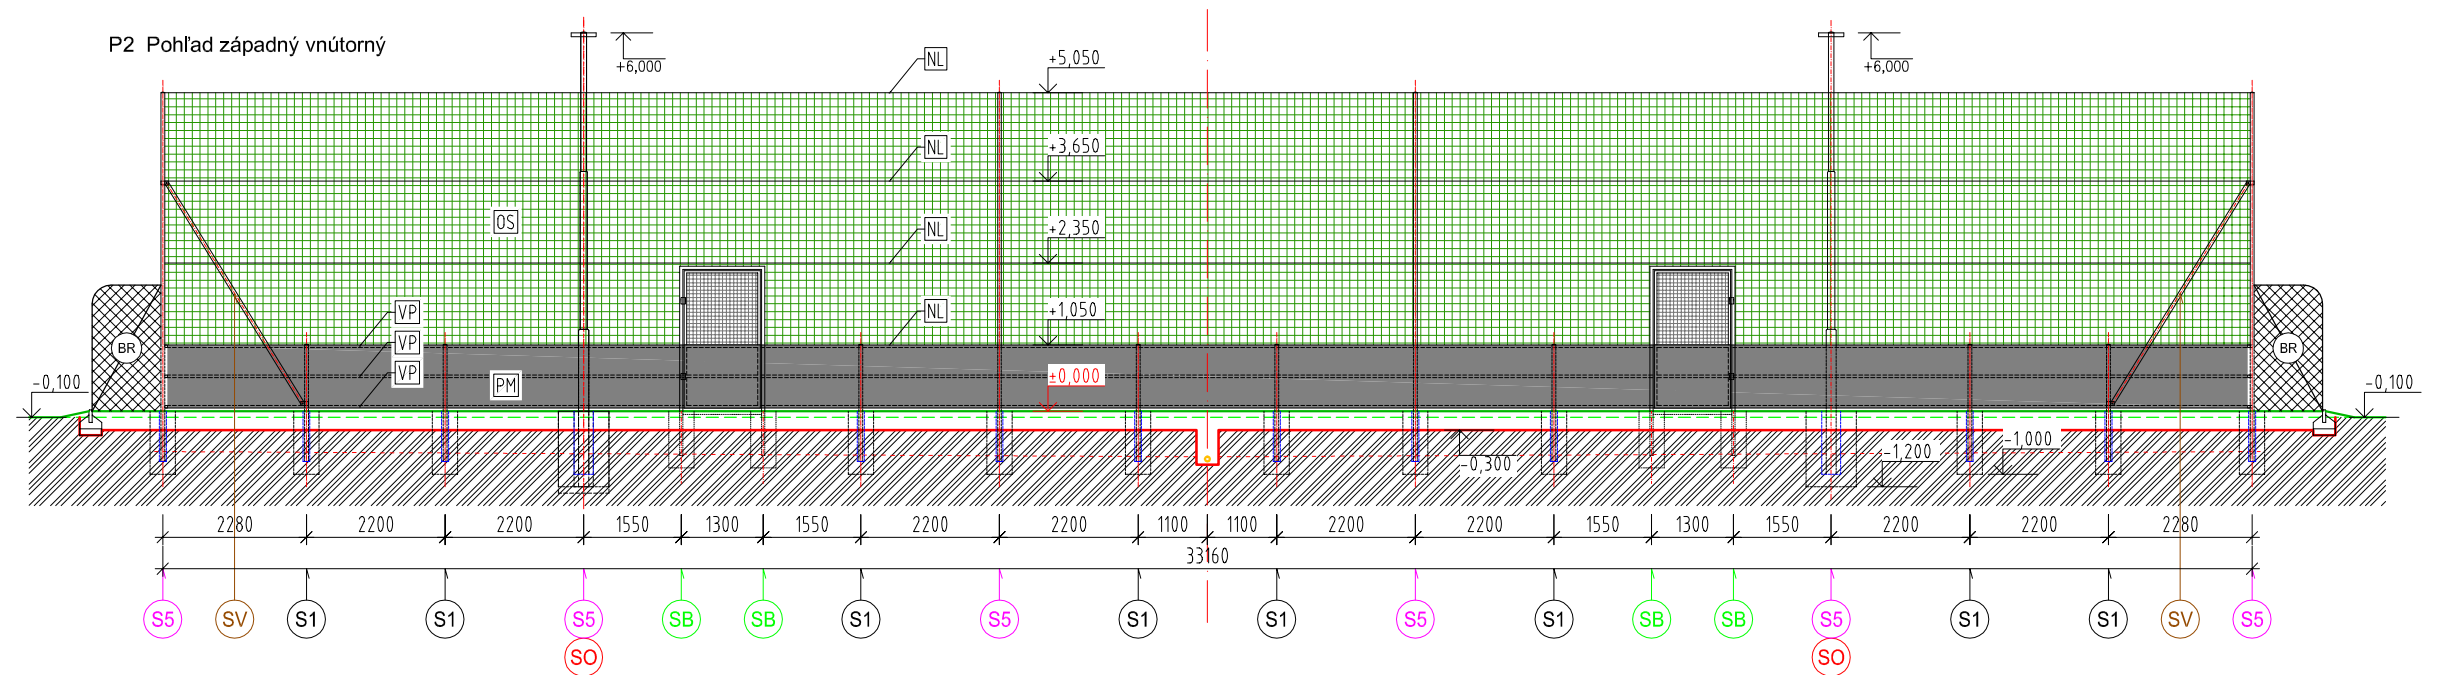 P2 Pohľad západný vnútorný
+6,000
NL
+5,050
+6,000
NL
+3,650
OS
NL
+2,350
VP
NL
+1,050
VP
BR
BR
VP
PM
±0,000
-0,100
-0,100
-0,300
-1,200
-1,000
2280 2200 2200 1550 1300 1550 2200 2200 1100 1100 2200 2200 1550 1300 1550 2200 2200 2280
33160
S5 SV S1 S1 S5 SB SB S1 S5 S1 S1 S5 S1 SB SB S5 S1 S1 SV S5
SO SO